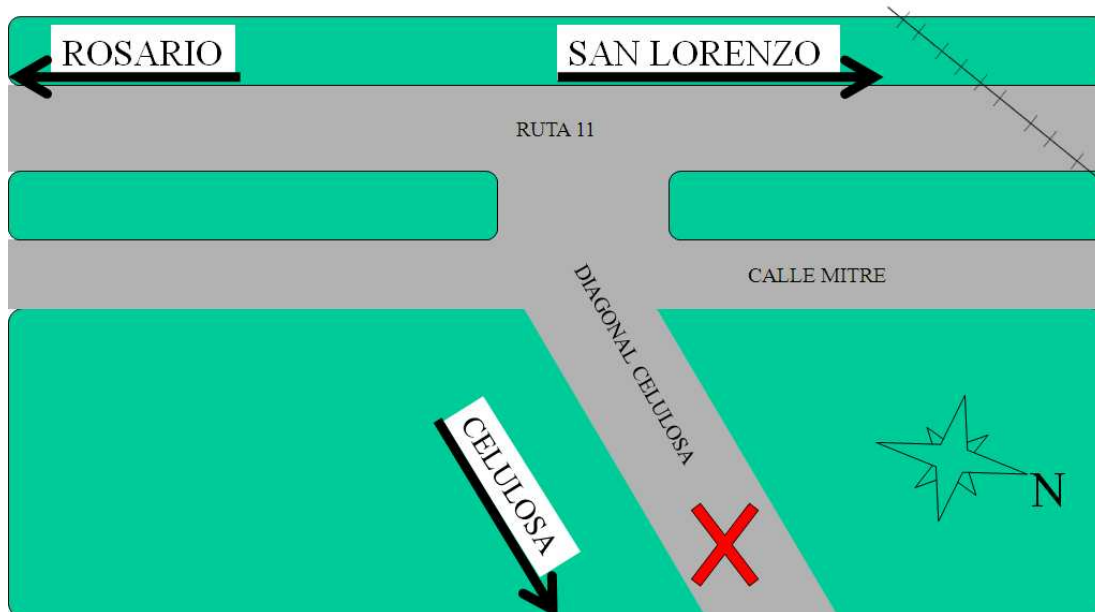 ROSARIO
SAN LORENZO
RUTA 11
CALLE MITRE
DIAGONAL CELULOSA
CELULOSA
N